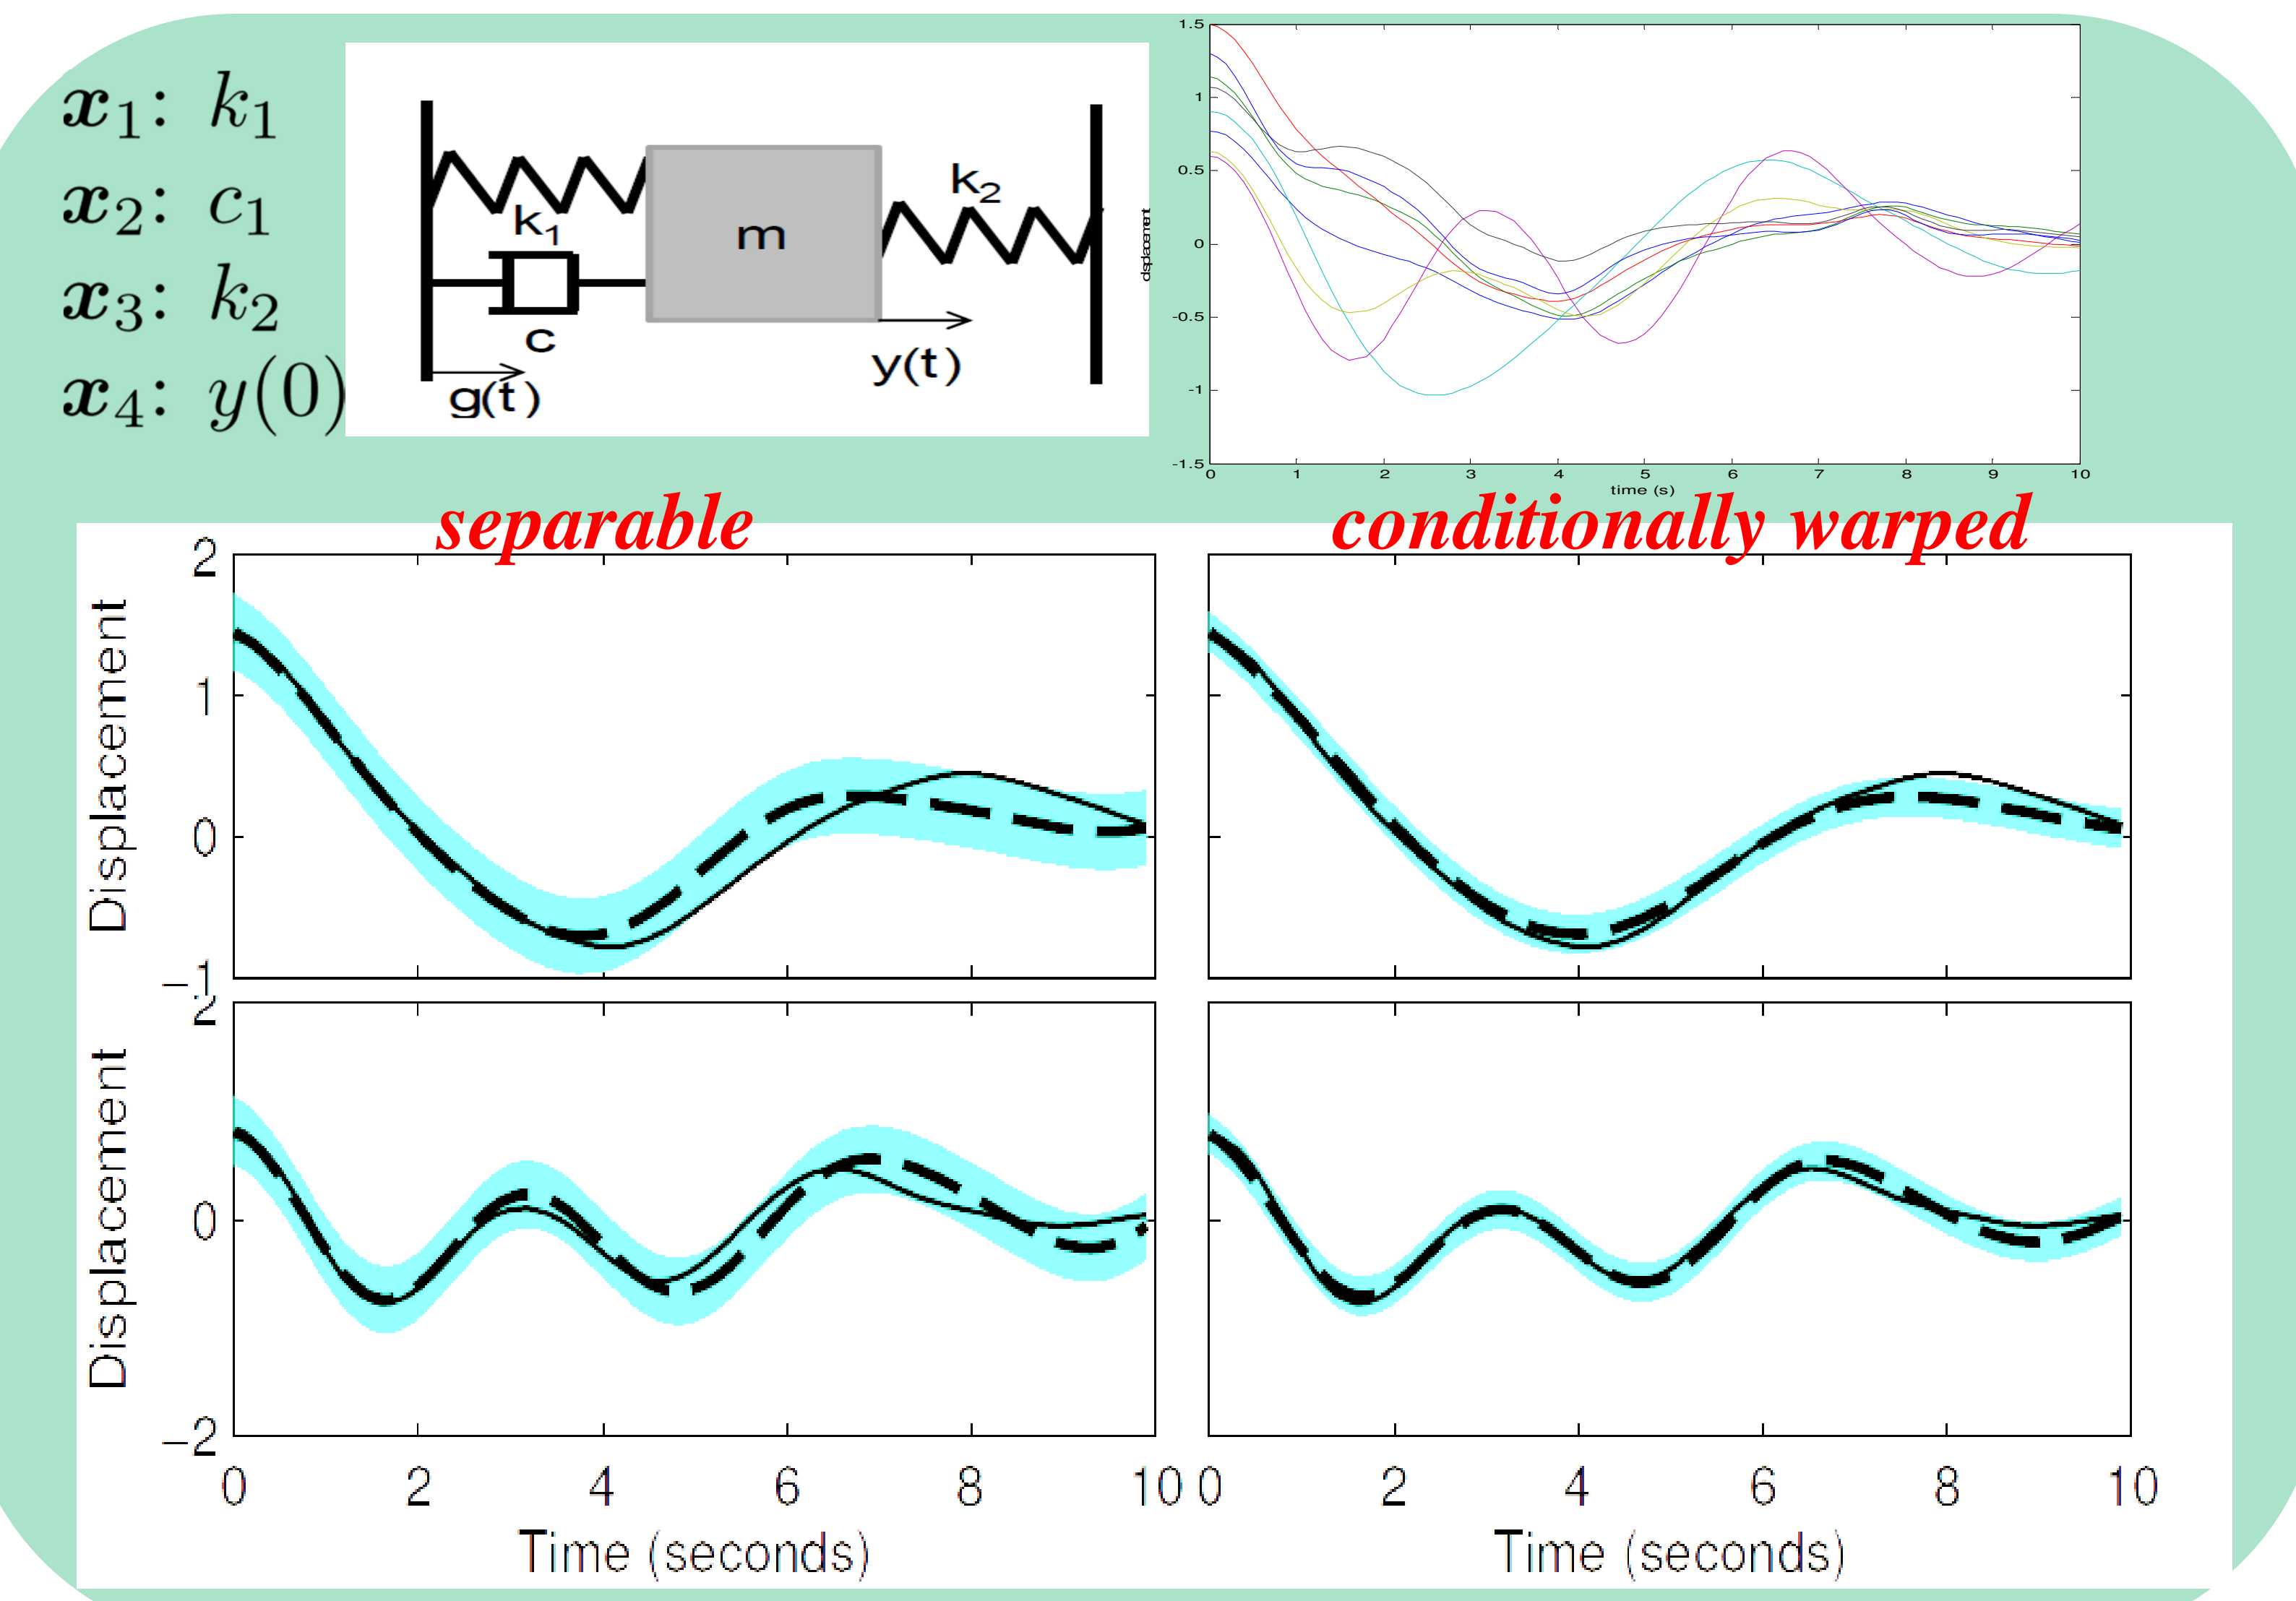 x₁: k₁
x₂: c₁
x₃: k₂
x₄: y(0)
k₁
c
g(t)
m
k₂
y(t)
displacement
1.5
1
0.5
0
-0.5
-1
-1.5
0 1 2 3 4 5 6 7 8 9 10
time (s)
separable
conditionally warped
Displacement
2
1
0
−1
Displacement
2
0
−2
0 2 4 6 8 10
0 2 4 6 8 10
Time (seconds)
Time (seconds)